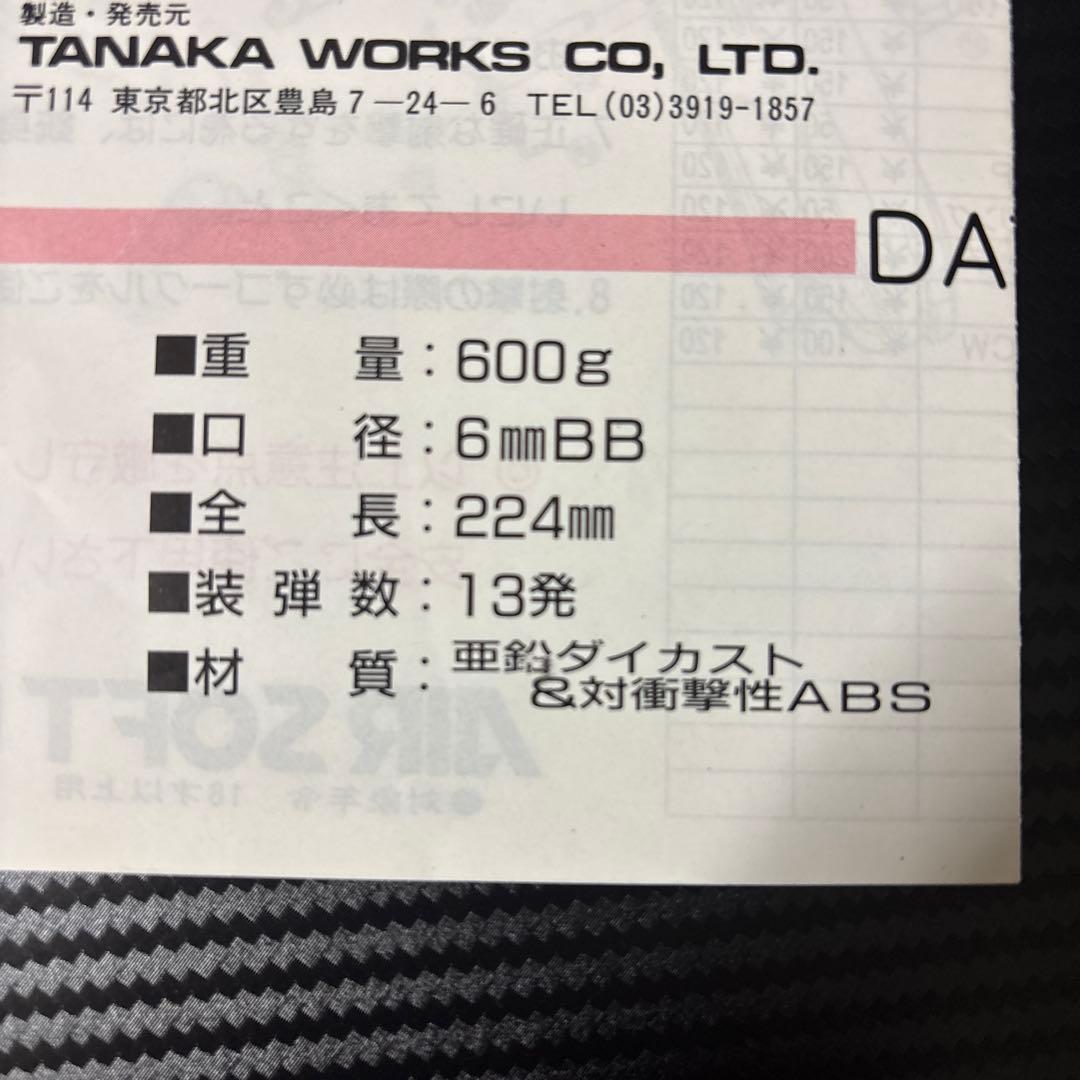 製造・発売元
TANAKA WORKS CO, LTD.
〒114 東京都北区豊島7―24―6 TEL(03)3919-1857
DA
■重量：600g
■口径：6㎜BB
■全長：224㎜
■装弾数：13発
■材質：亜鉛ダイカスト
&対衝撃性ABS